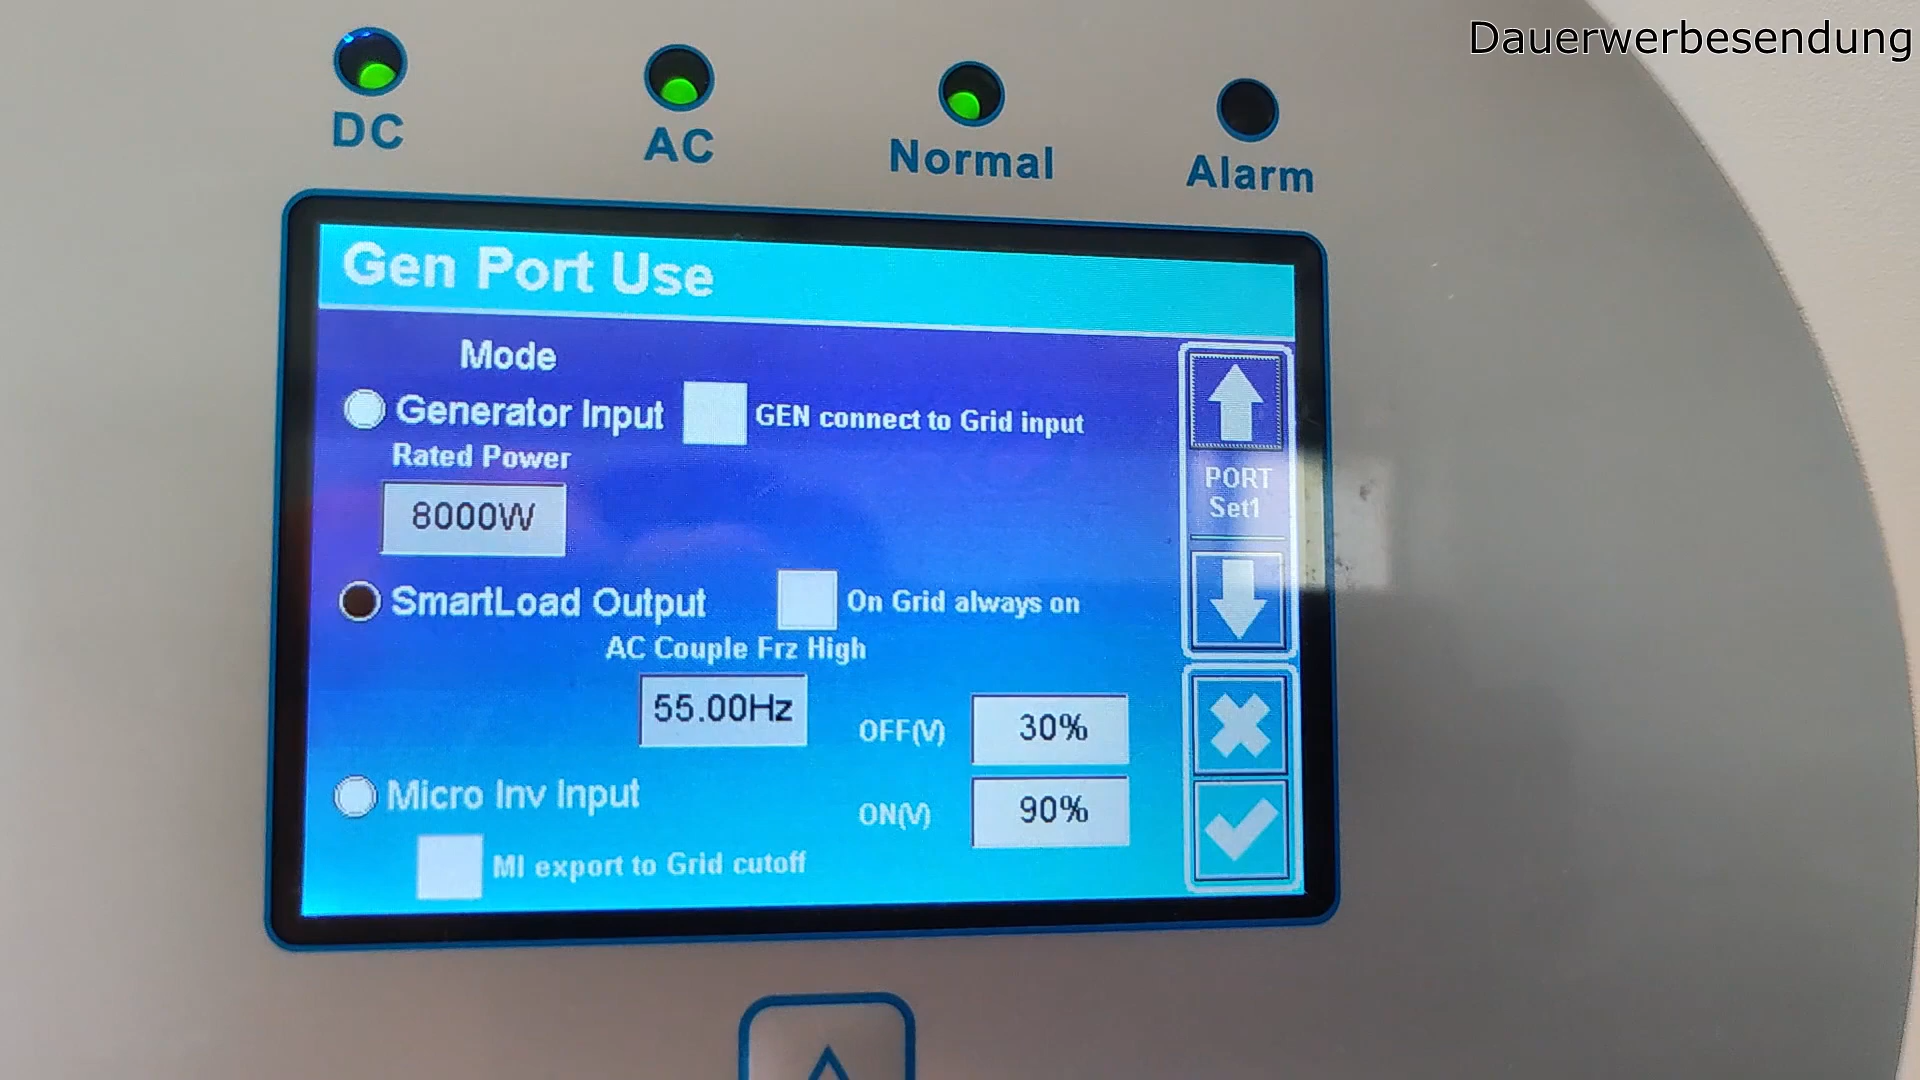 Dauerwerbesendung
DC
AC
Normal
Alarm
Gen Port Use
Mode
Generator Input
GEN connect to Grid input
Rated Power
8000W
PORT
Set1
SmartLoad Output
On Grid always on
AC Couple Frz High
55.00Hz
OFF(V)
30%
Micro Inv Input
ON(V)
90%
MI export to Grid cutoff